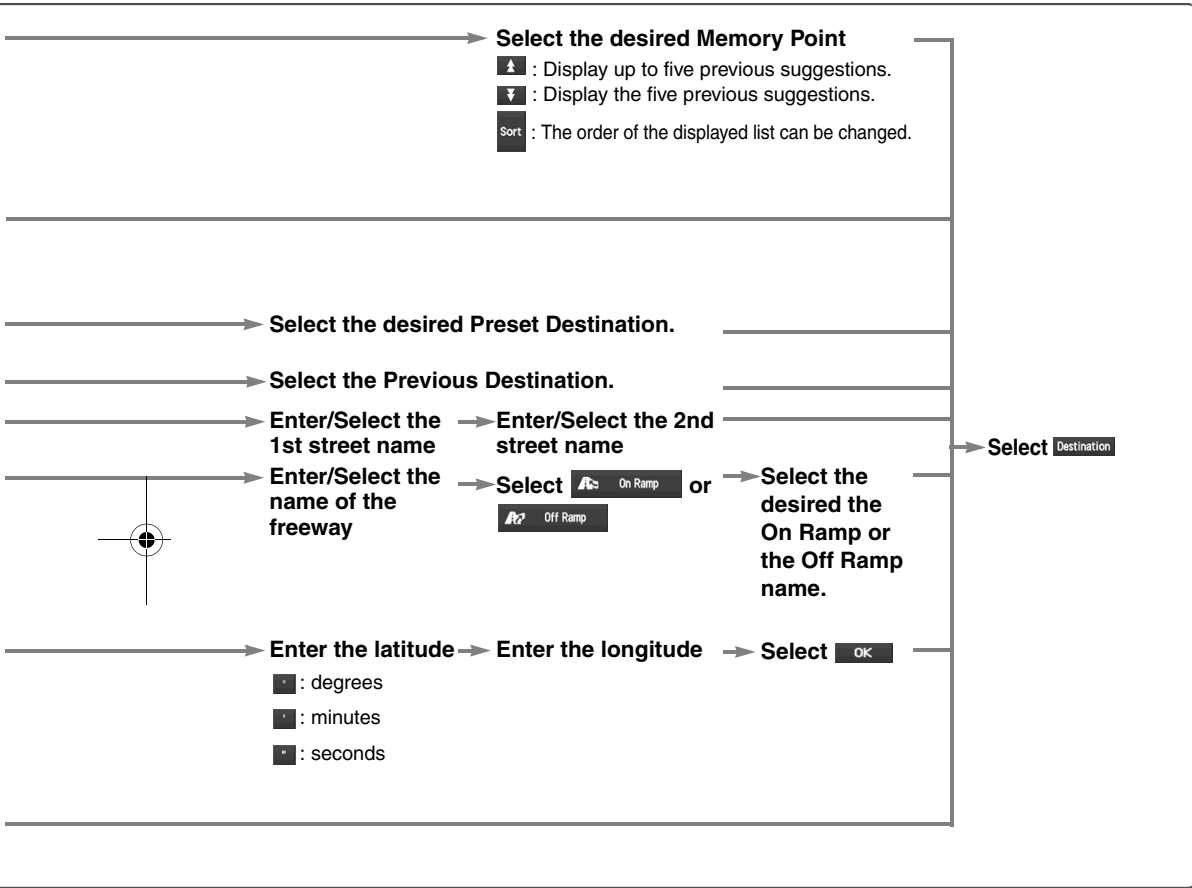 Select the desired Memory Point
: Display up to five previous suggestions.
: Display the five previous suggestions.
Sort : The order of the displayed list can be changed.
Select the desired Preset Destination.
Select the Previous Destination.
Enter/Select the
1st street name
Enter/Select the 2nd
street name
Enter/Select the
name of the
freeway
Select On Ramp or
Off Ramp
Select the
desired the
On Ramp or
the Off Ramp
name.
Select Destination
Enter the latitude
° : degrees
' : minutes
" : seconds
Enter the longitude
Select OK